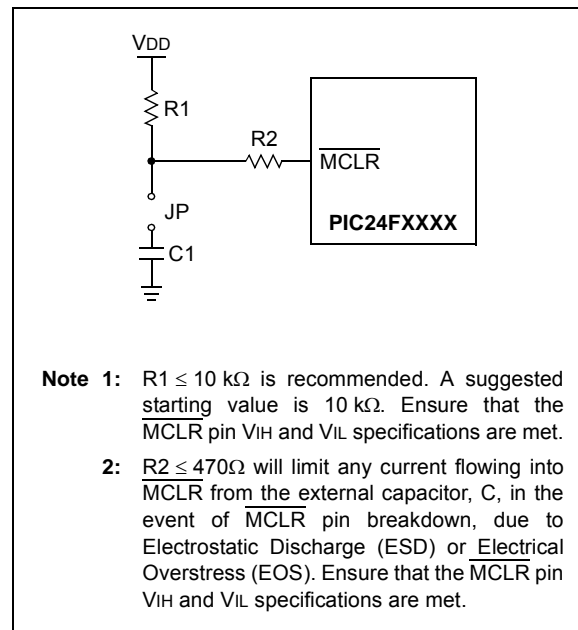 VDD
R1
R2
MCLR
JP
PIC24FXXXX
C1
Note 1: R1 ≤ 10 kΩ is recommended. A suggested
starting value is 10 kΩ. Ensure that the
MCLR pin VIH and VIL specifications are met.
2: R2 ≤ 470Ω will limit any current flowing into
MCLR from the external capacitor, C, in the
event of MCLR pin breakdown, due to
Electrostatic Discharge (ESD) or Electrical
Overstress (EOS). Ensure that the MCLR pin
VIH and VIL specifications are met.